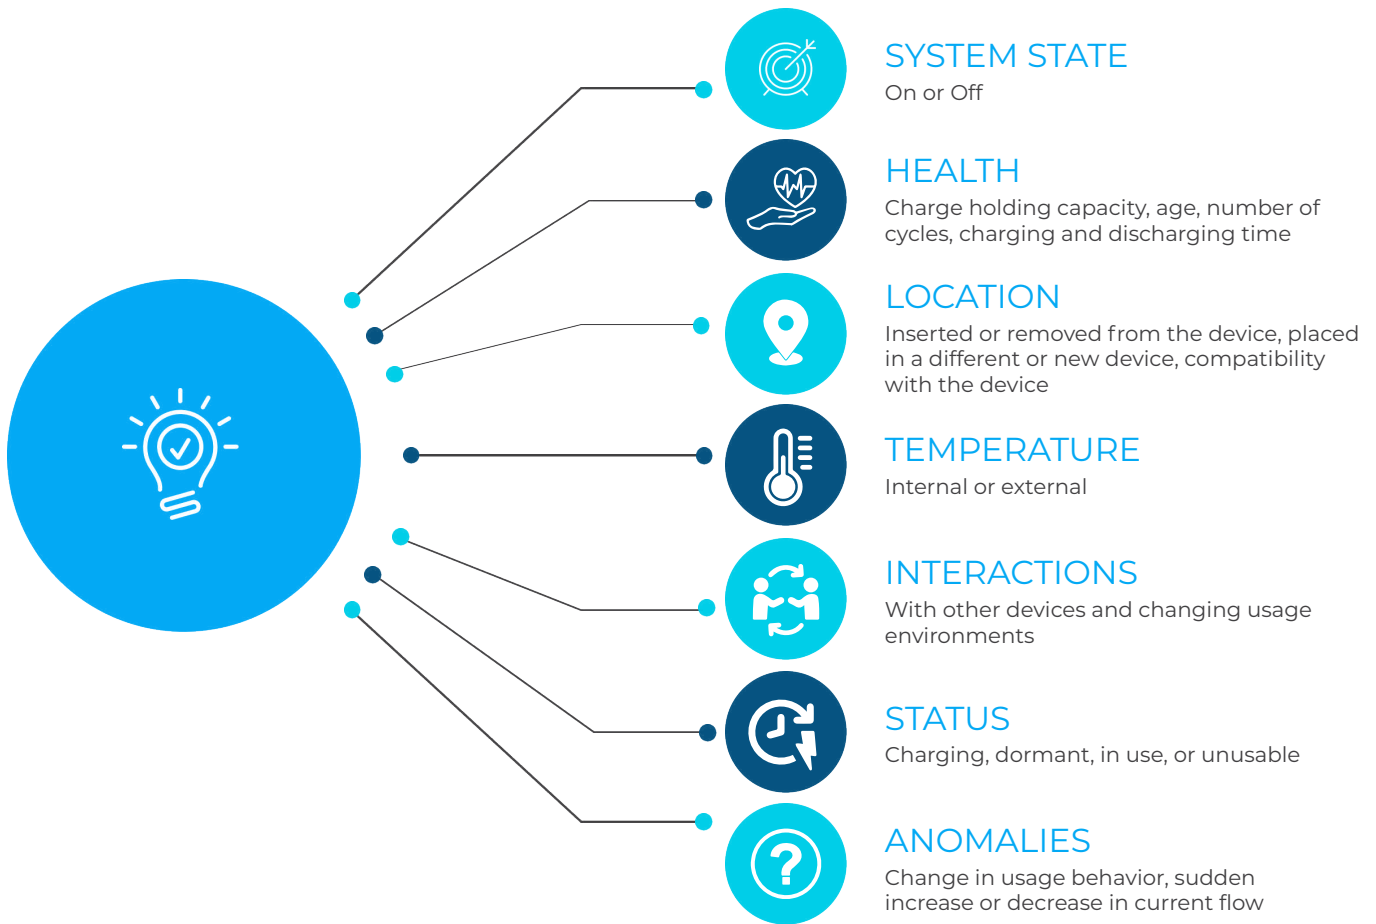 SYSTEM STATE
On or Off
HEALTH
Charge holding capacity, age, number of
cycles, charging and discharging time
LOCATION
Inserted or removed from the device, placed
in a different or new device, compatibility
with the device
TEMPERATURE
Internal or external
INTERACTIONS
With other devices and changing usage
environments
STATUS
Charging, dormant, in use, or unusable
ANOMALIES
Change in usage behavior, sudden
increase or decrease in current flow